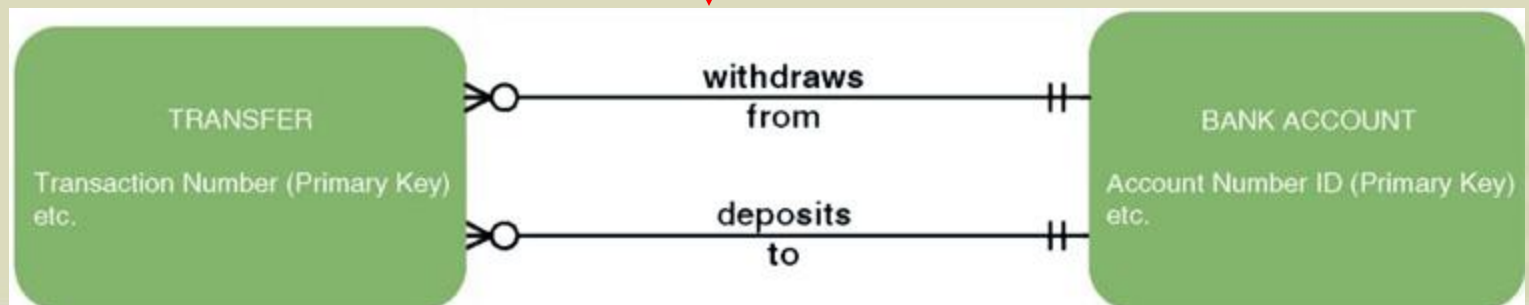 TRANSFER
Transaction Number (Primary Key)
etc.
withdraws
from
deposits
to
BANK ACCOUNT
Account Number ID (Primary Key)
etc.